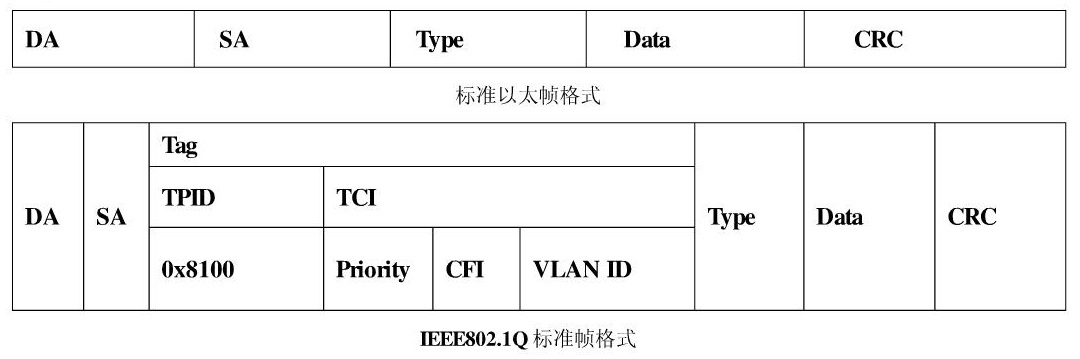 DA SA Type Data CRC
标准以太帧格式
Tag
TPID TCI
DA SA Type Data CRC
0x8100 Priority CFI VLAN ID
IEEE802.1Q 标准帧格式